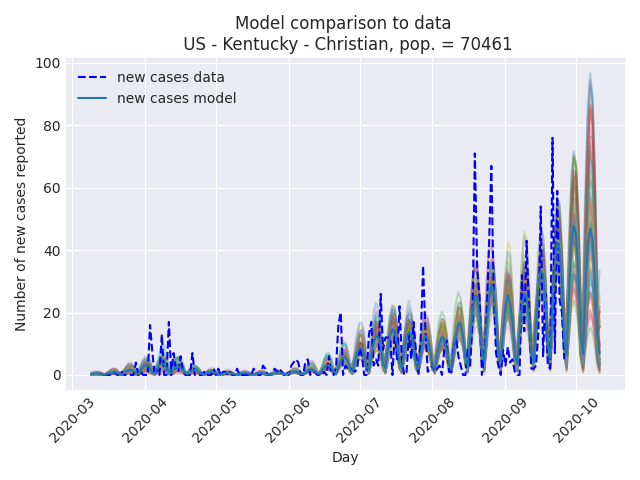 Model comparison to data
US - Kentucky - Christian, pop. = 70461
new cases data
new cases model
Number of new cases reported
100
80
60
40
20
0
2020-03
2020-04
2020-05
2020-06
2020-07
2020-08
2020-09
2020-10
Day